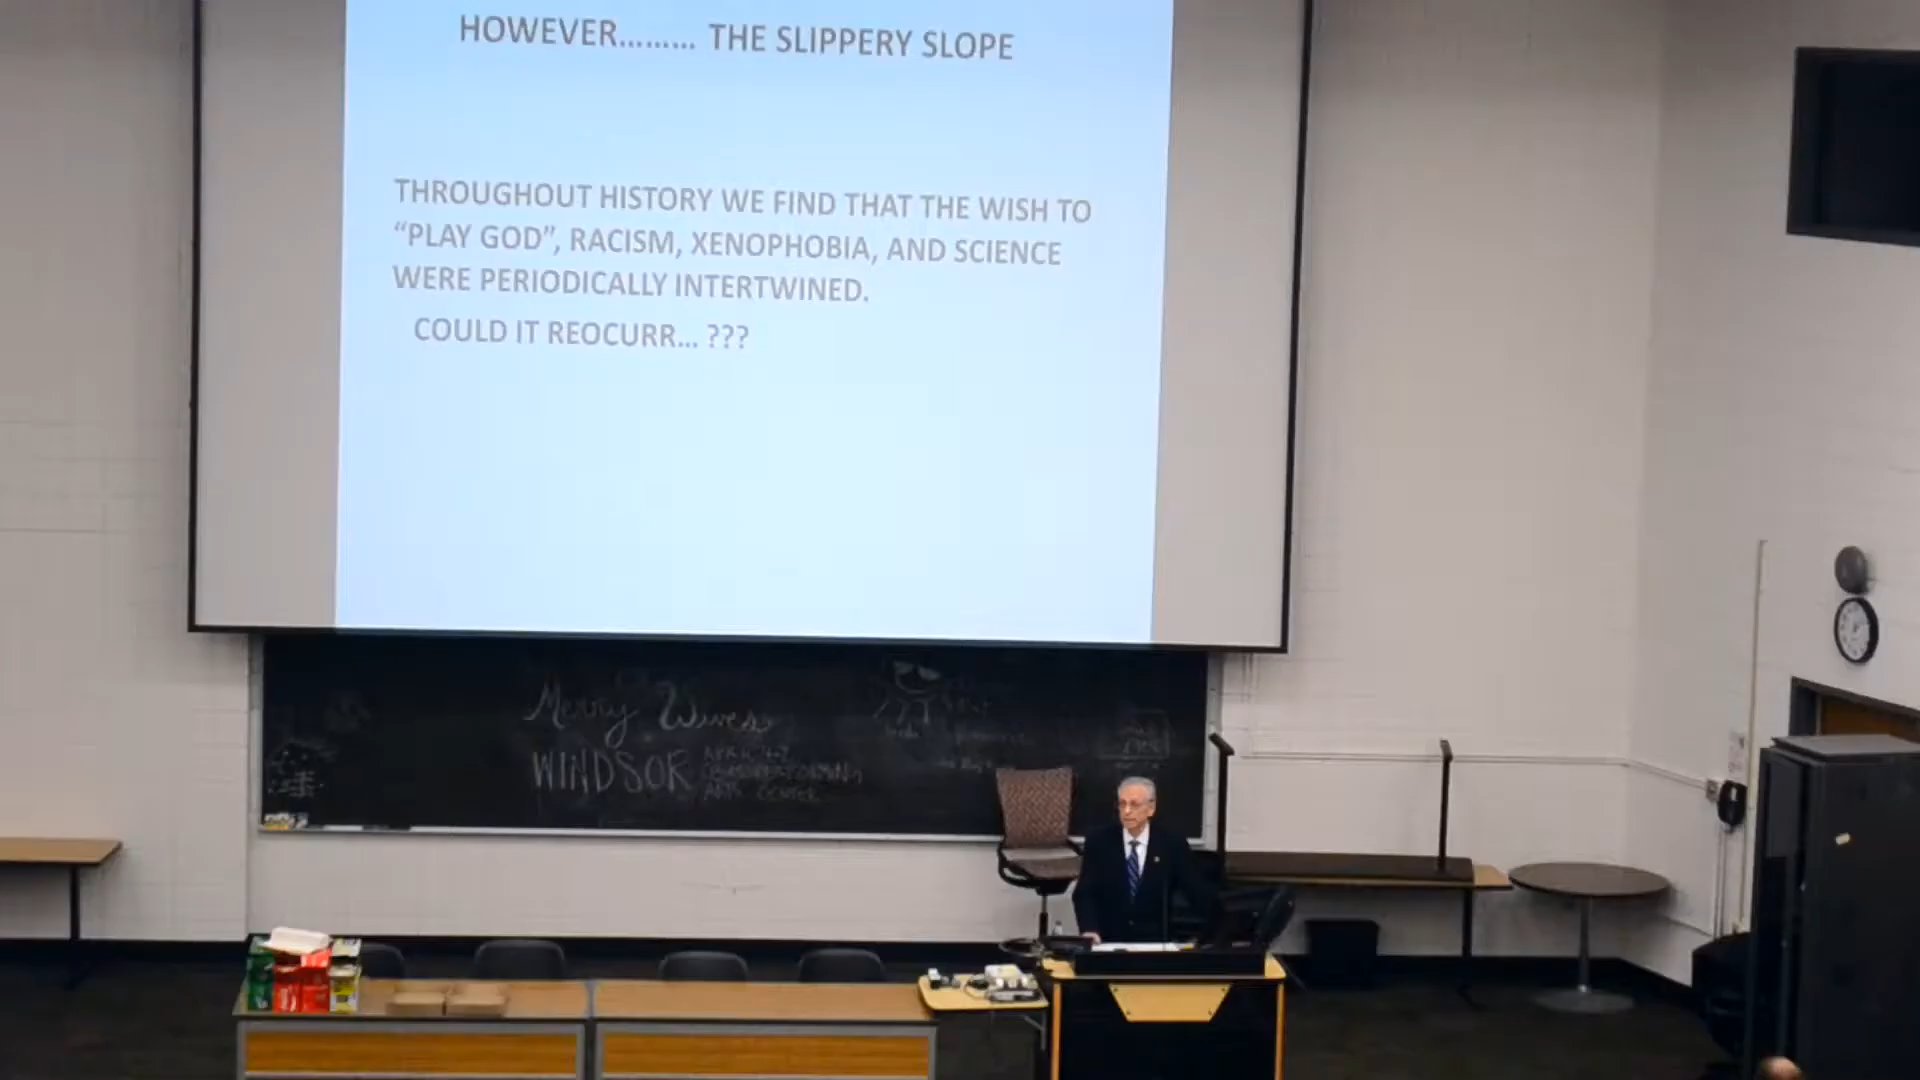 HOWEVER......... THE SLIPPERY SLOPE
THROUGHOUT HISTORY WE FIND THAT THE WISH TO
“PLAY GOD”, RACISM, XENOPHOBIA, AND SCIENCE
WERE PERIODICALLY INTERTWINED.
COULD IT REOCURR... ???
Merry Wives
WINDSOR
ARTS CENTER